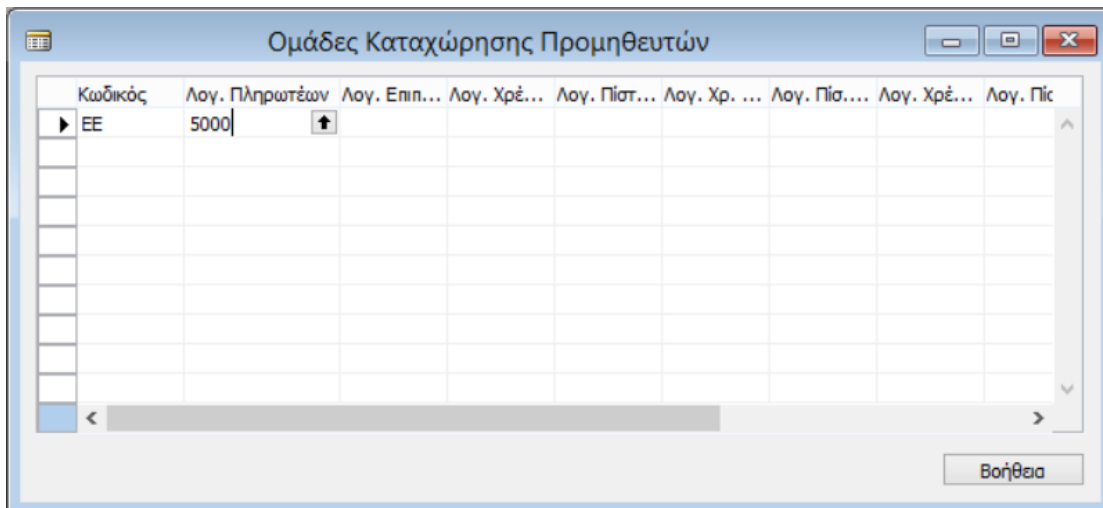 Ομάδες Καταχώρησης Προμηθευτών
Κωδικός Λογ. Πληρωτέων Λογ. Επιπ... Λογ. Χρέ... Λογ. Πίστ... Λογ. Χρ. ... Λογ. Πίσ.... Λογ. Χρέ... Λογ. Πίς
ΕΕ 5000
Βοήθεια